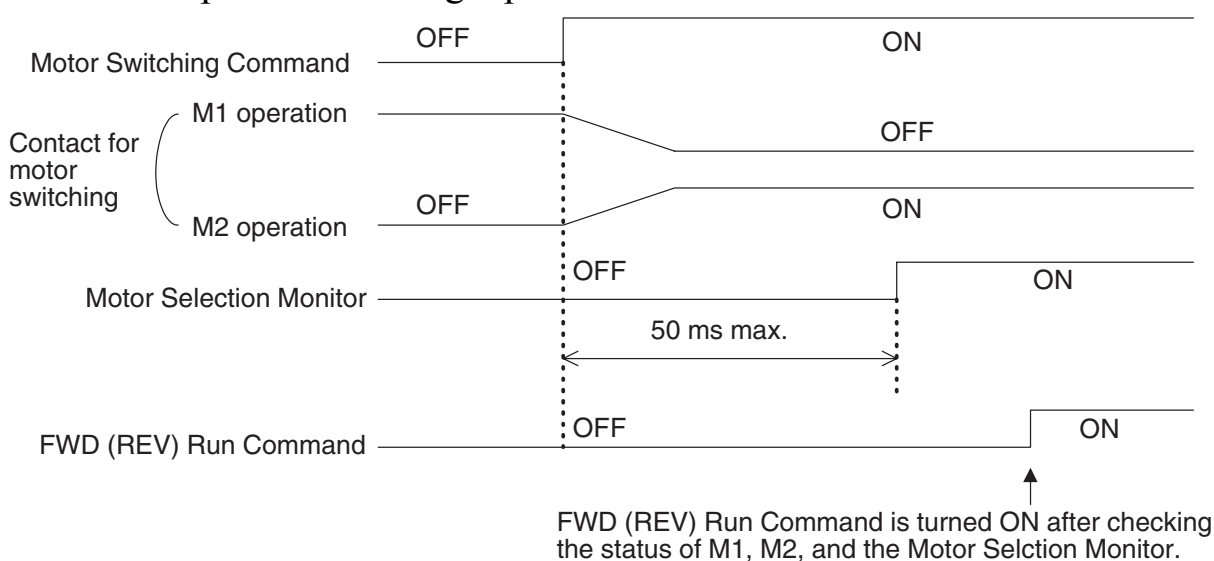 OFF
ON
Motor Switching Command
M1 operation
Contact for
motor
switching
OFF
OFF
ON
M2 operation
OFF
ON
Motor Selection Monitor
50 ms max.
OFF
ON
FWD (REV) Run Command
FWD (REV) Run Command is turned ON after checking
the status of M1, M2, and the Motor Selction Monitor.